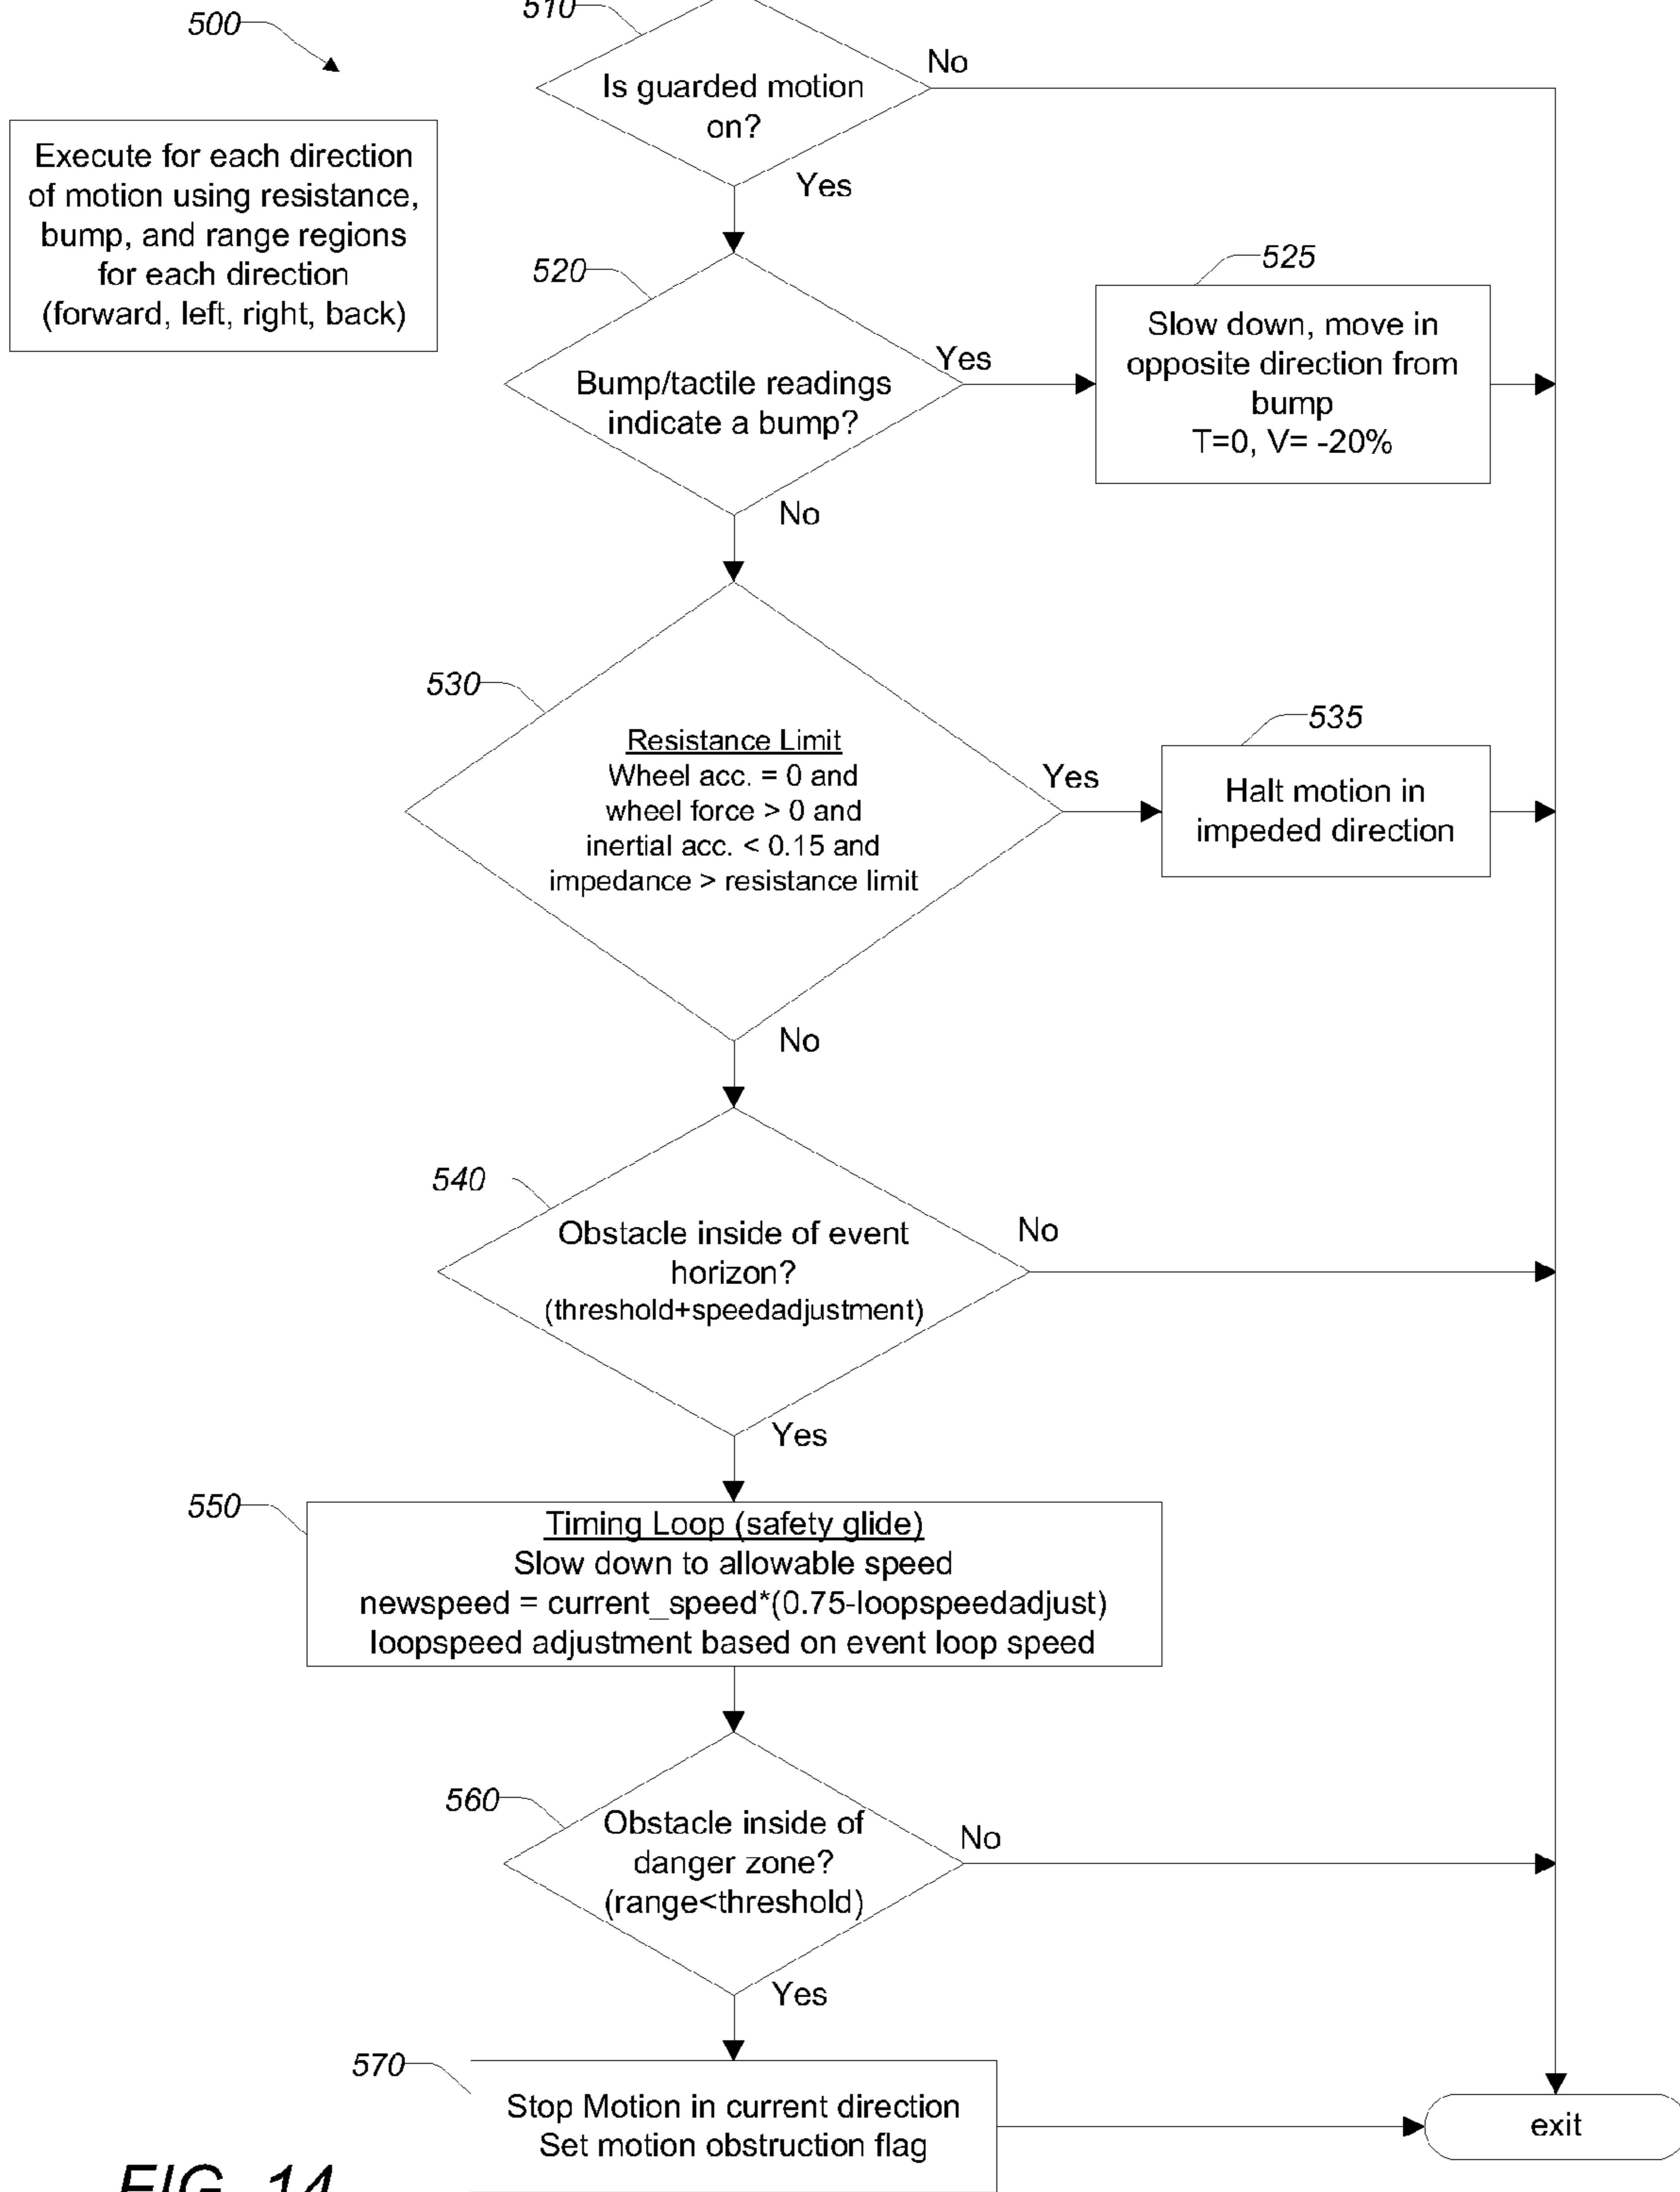 500
510
Is guarded motion
on?
No
Yes
Execute for each direction
of motion using resistance,
bump, and range regions
for each direction
(forward, left, right, back)
520
Bump/tactile readings
indicate a bump?
Yes
No
525
Slow down, move in
opposite direction from
bump
T=0, V= -20%
530
Resistance Limit
Wheel acc. = 0 and
wheel force > 0 and
inertial acc. < 0.15 and
impedance > resistance limit
Yes
No
535
Halt motion in
impeded direction
540
Obstacle inside of event
horizon?
(threshold+speedadjustment)
No
Yes
550
Timing Loop (safety glide)
Slow down to allowable speed
newspeed = current_speed*(0.75-loopspeedadjust)
loopspeed adjustment based on event loop speed
560
Obstacle inside of
danger zone?
(range<threshold)
No
Yes
570
Stop Motion in current direction
Set motion obstruction flag
exit
FIG. 14